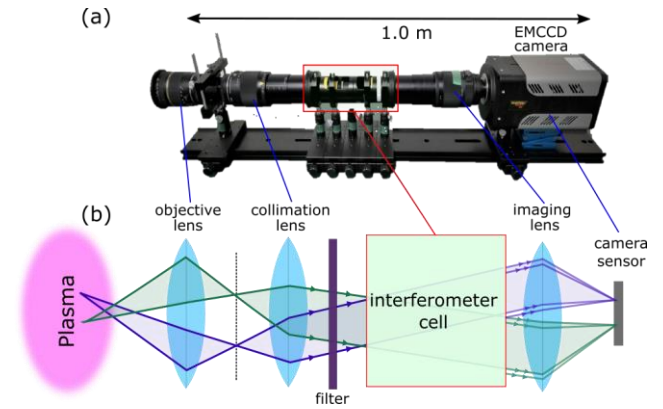 (a)
1.0 m
EMCCD
camera
(b)
objective
lens
collimation
lens
imaging
lens
camera
sensor
Plasma
interferometer
cell
filter